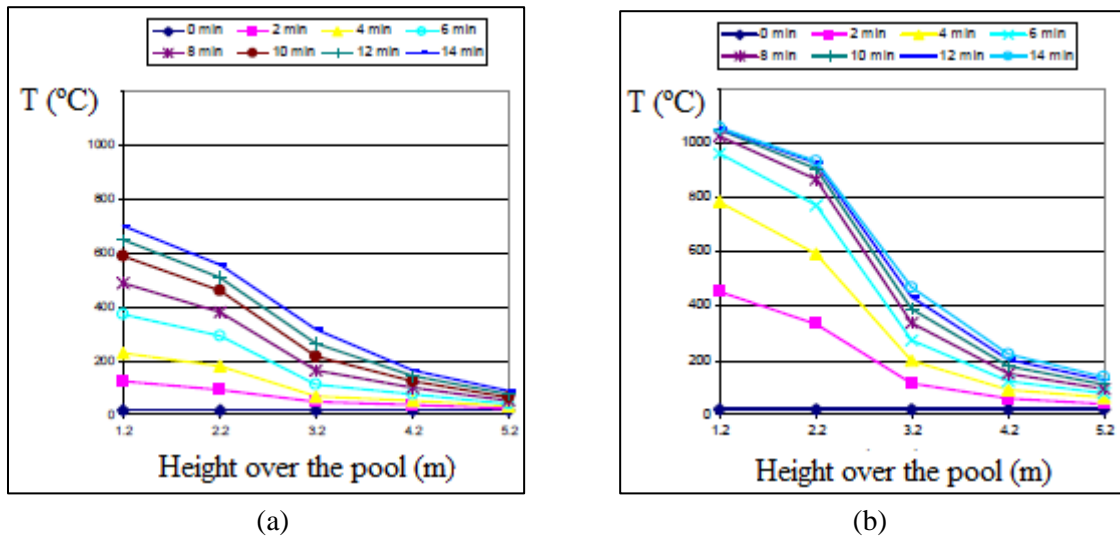 0 min 2 min 4 min 6 min
8 min 10 min 12 min 14 min
T (ºC)
1000
800
600
400
200
0
1.2 2.2 3.2 4.2 5.2
Height over the pool (m)
(a)
0 min 2 min 4 min 6 min
8 min 10 min 12 min 14 min
T (ºC)
1000
800
600
400
200
0
1.2 2.2 3.2 4.2 5.2
Height over the pool (m)
(b)